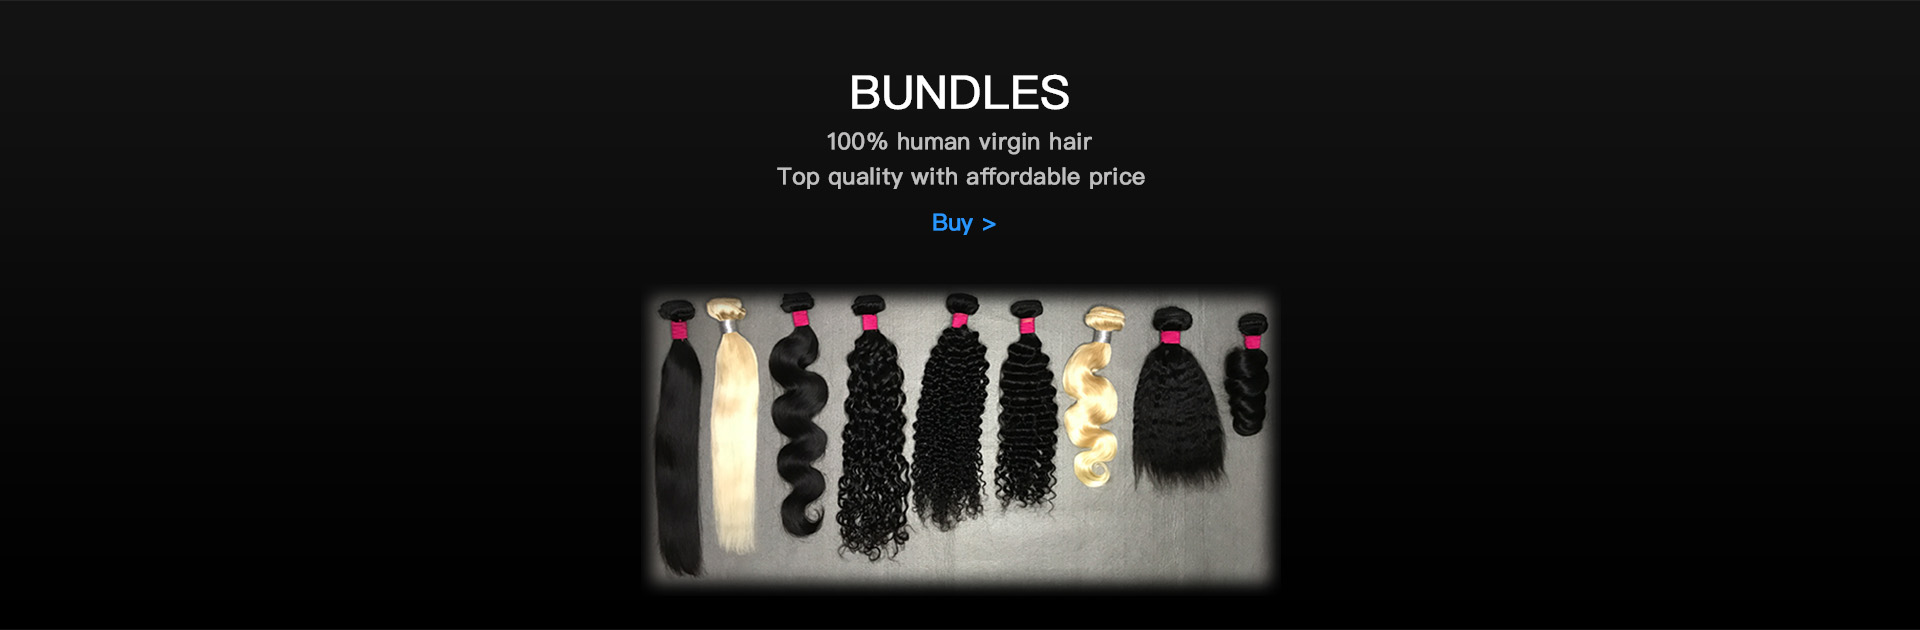 BUNDLES
100% human virgin hair
Top quality with affordable price
Buy >